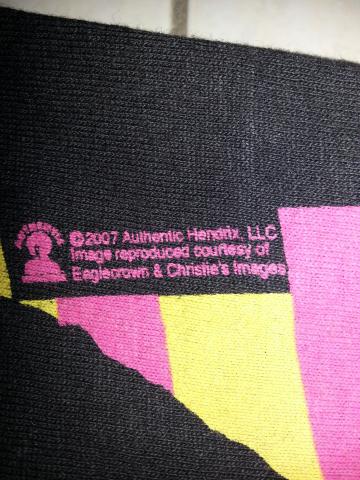 ©2007 Authentic Hendrix, LLC
Image reproduced courtesy of
Eaglecrown & Christie's Images